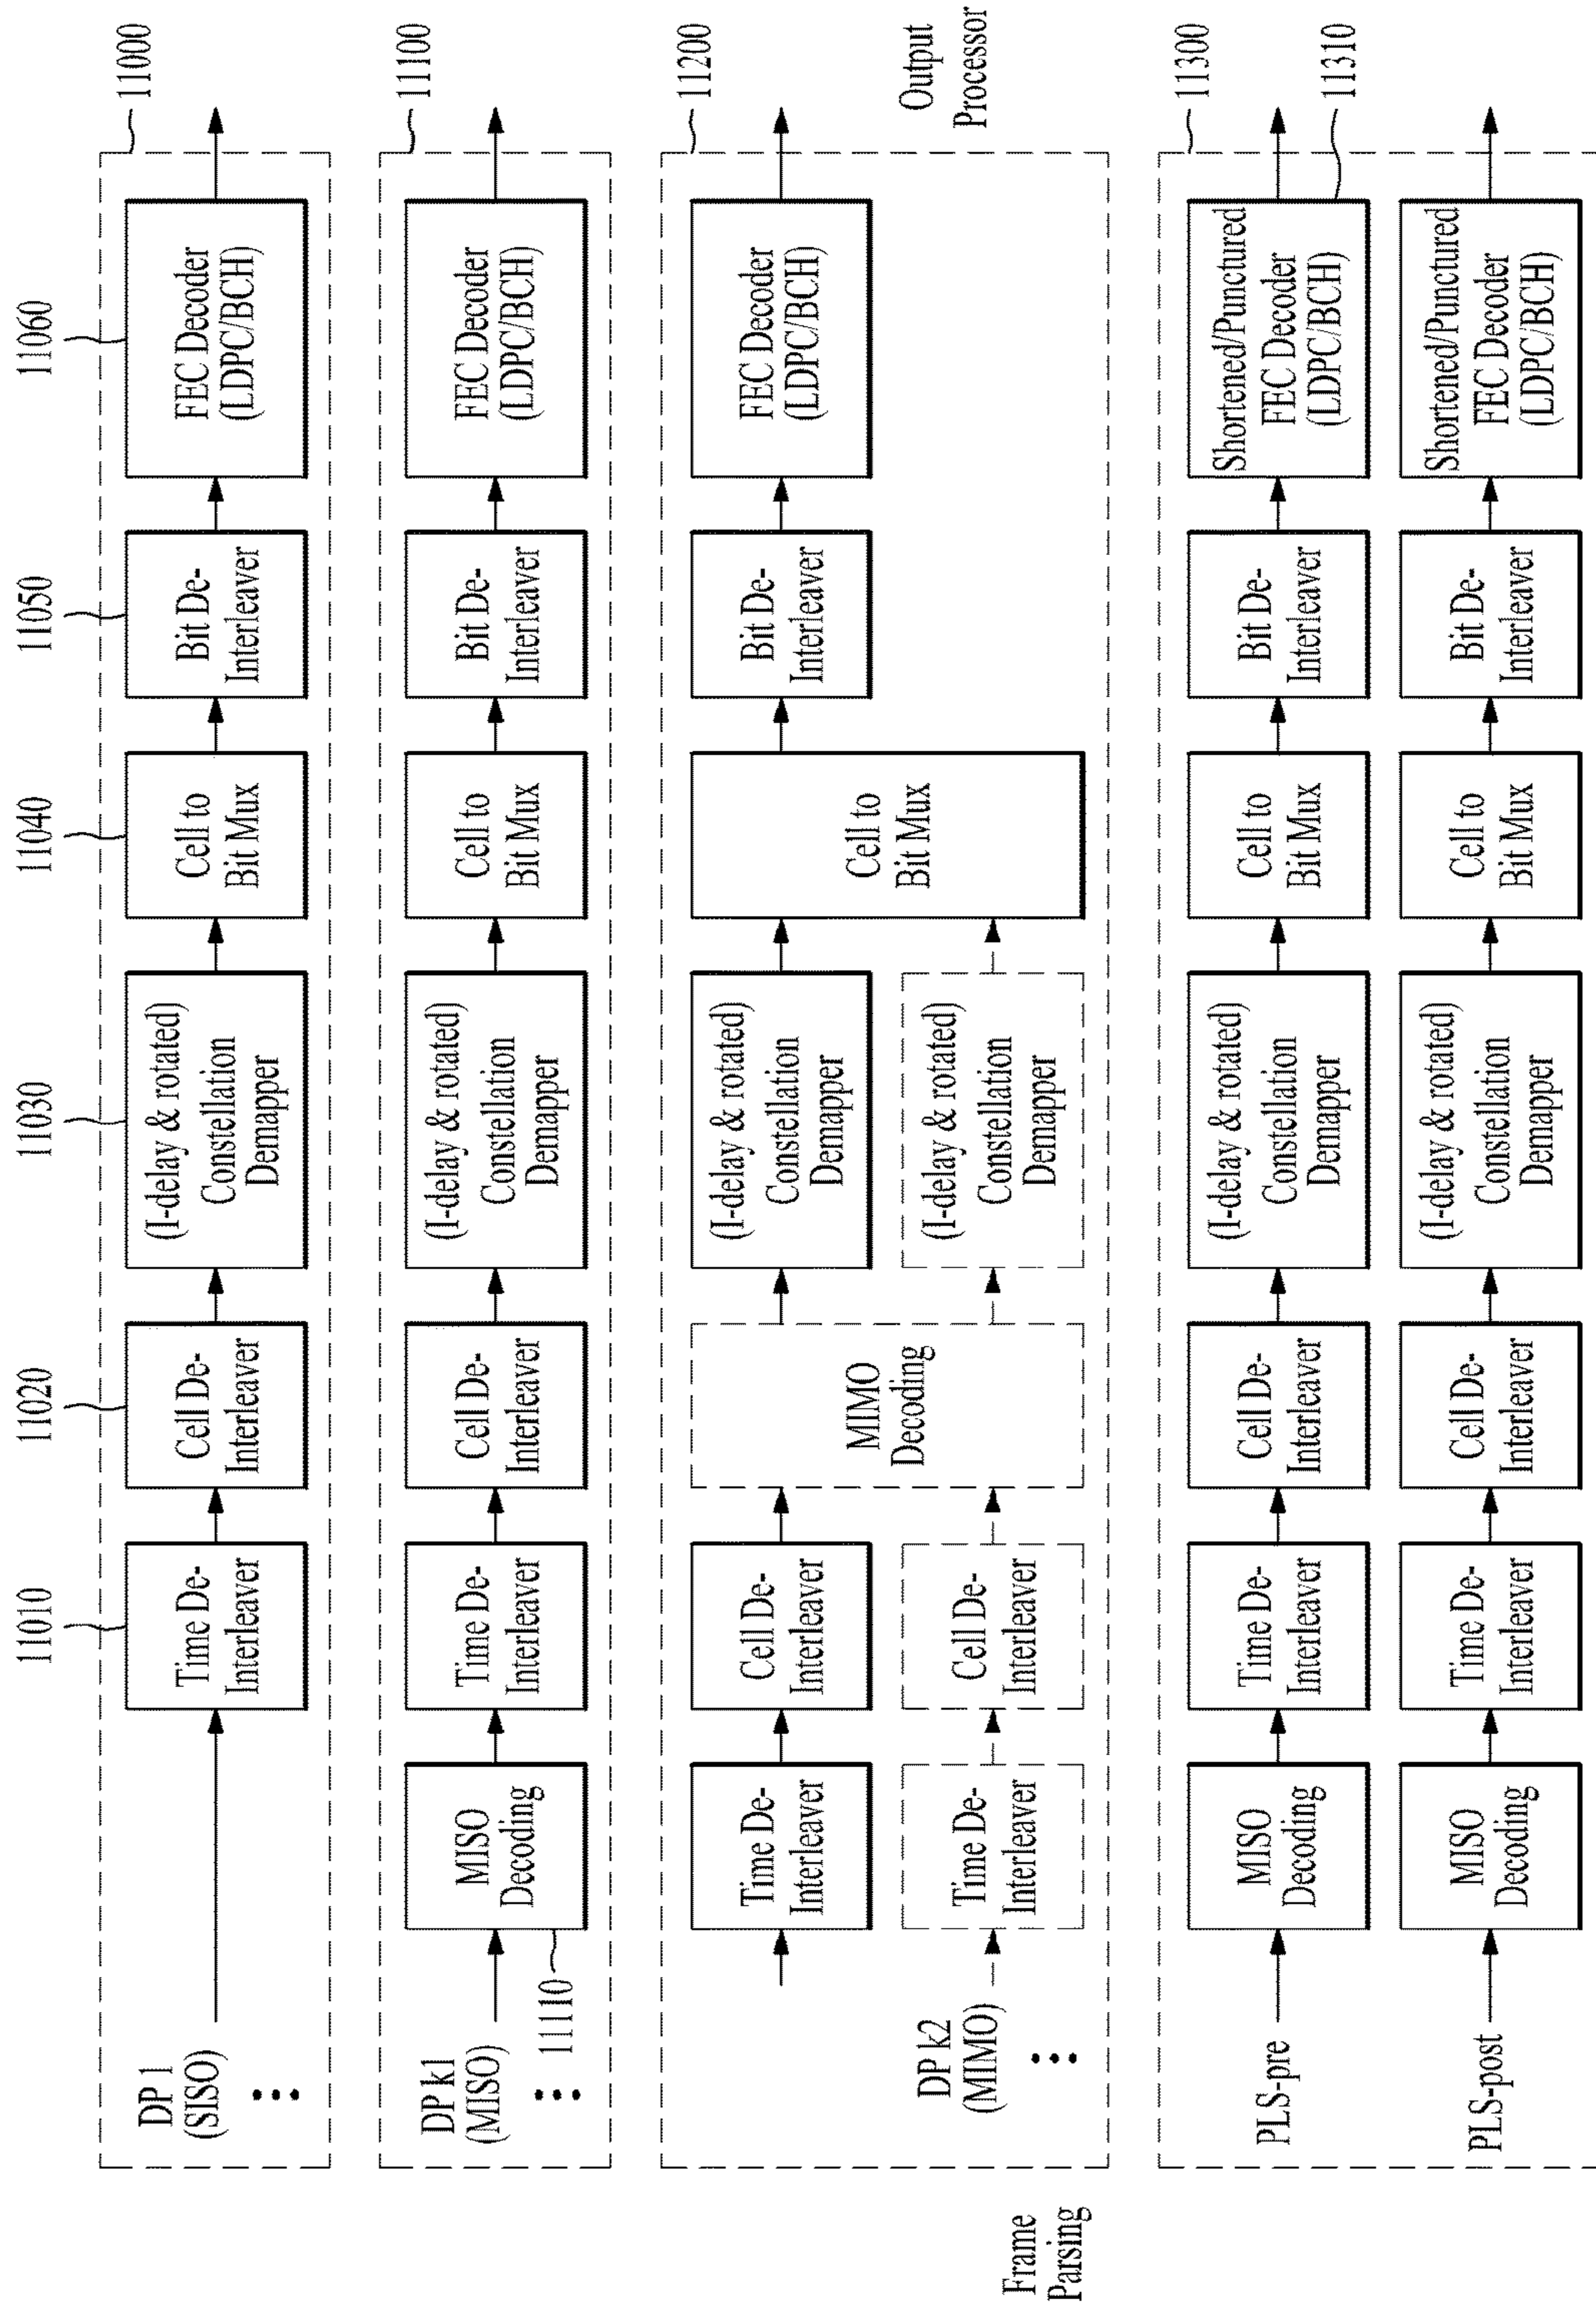 11010
11020
11030
11040
11050
11060
11000
DP 1
(SISO)
Time De-
Interleaver
Cell De-
Interleaver
(I-delay & rotated)
Constellation
Demapper
Cell to
Bit Mux
Bit De-
Interleaver
FEC Decoder
(LDPC/BCH)
11100
DP k1
(MISO)
11110
MISO
Decoding
Time De-
Interleaver
Cell De-
Interleaver
(I-delay & rotated)
Constellation
Demapper
Cell to
Bit Mux
Bit De-
Interleaver
FEC Decoder
(LDPC/BCH)
11200
Time De-
Interleaver
Cell De-
Interleaver
MIMO
Decoding
(I-delay & rotated)
Constellation
Demapper
Cell to
Bit Mux
Bit De-
Interleaver
FEC Decoder
(LDPC/BCH)
DP k2
(MIMO)
Time De-
Interleaver
Cell De-
Interleaver
(I-delay & rotated)
Constellation
Demapper
Frame
Parsing
Output
Processor
11300
PLS-pre
MISO
Decoding
Time De-
Interleaver
Cell De-
Interleaver
(I-delay & rotated)
Constellation
Demapper
Cell to
Bit Mux
Bit De-
Interleaver
Shortened/Punctured
FEC Decoder
(LDPC/BCH)
11310
PLS-post
MISO
Decoding
Time De-
Interleaver
Cell De-
Interleaver
(I-delay & rotated)
Constellation
Demapper
Cell to
Bit Mux
Bit De-
Interleaver
Shortened/Punctured
FEC Decoder
(LDPC/BCH)